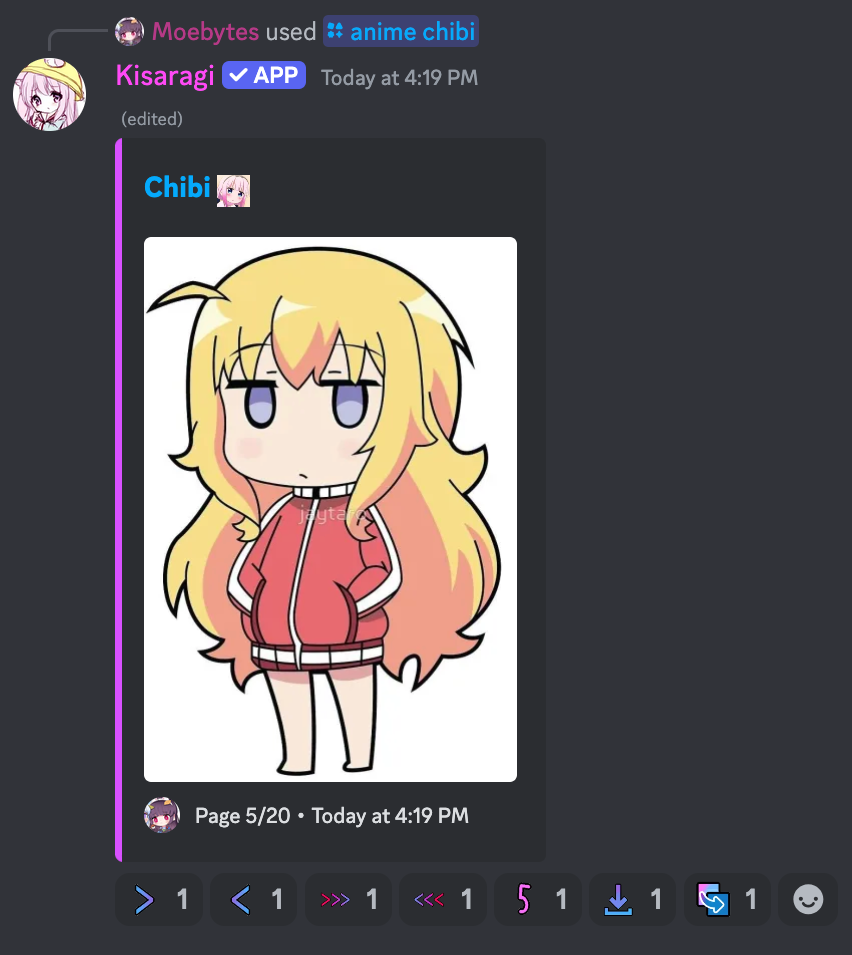 Moebytes used anime chibi
Kisaragi APP Today at 4:19 PM
(edited)
Chibi
jaytaro
Page 5/20 • Today at 4:19 PM
> 1 < 1 >>> 1 <<< 1 5 1 1 1